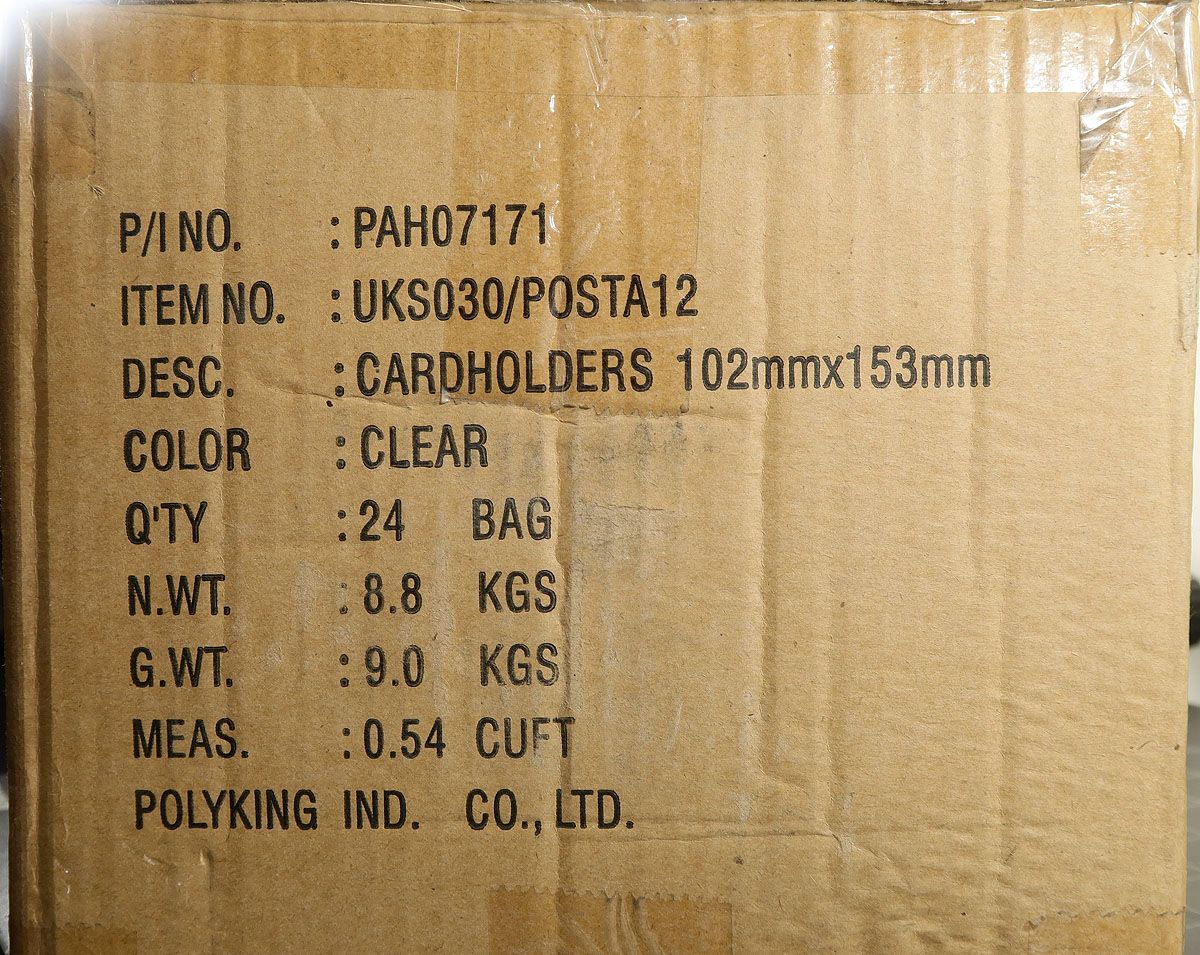 P/I NO. : PAH07171
ITEM NO. : UKS030/POSTA12
DESC. : CARDHOLDERS 102mmx153mm
COLOR : CLEAR
Q'TY : 24 BAG
N.WT. : 8.8 KGS
G.WT. : 9.0 KGS
MEAS. : 0.54 CUFT
POLYKING IND. CO., LTD.